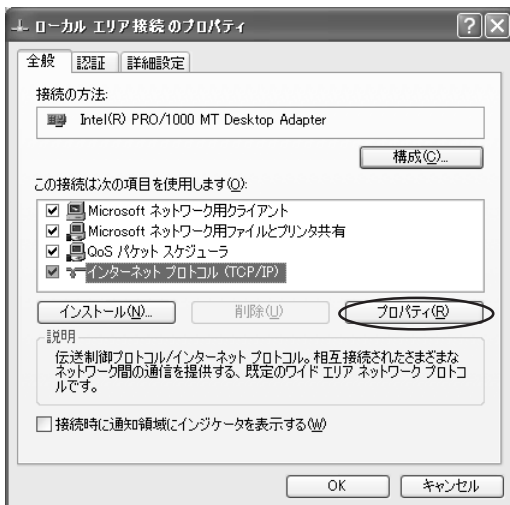 ローカル エリア接続のプロパティ
全般 認証 詳細設定
接続の方法:
Intel(R) PRO/1000 MT Desktop Adapter
構成(C)...
この接続は次の項目を使用します(O):
Microsoft ネットワーク用クライアント
Microsoft ネットワーク用ファイルとプリンタ共有
QoS パケット スケジューラ
インターネット プロトコル (TCP/IP)
インストール(N)... 削除(U) プロパティ(R)
説明
伝送制御プロトコル/インターネット プロトコル。相互接続されたさまざまな
ネットワーク間の通信を提供する、既定のワイド エリア ネットワーク プロトコ
ルです。
接続時に通知領域にインジケータを表示する(W)
OK キャンセル